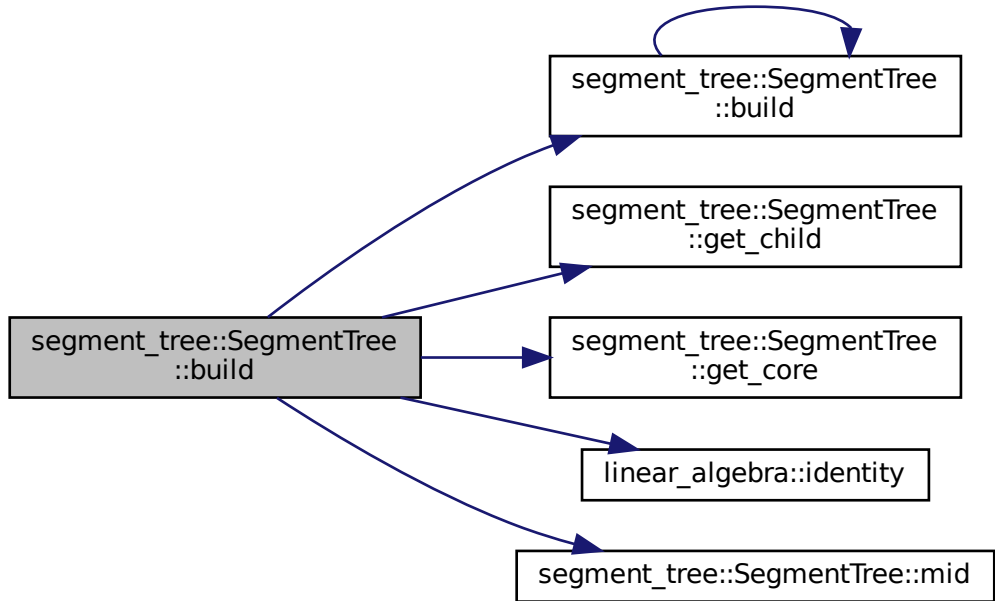 segment_tree::SegmentTree
::build
segment_tree::SegmentTree
::get_child
segment_tree::SegmentTree
::build
segment_tree::SegmentTree
::get_core
linear_algebra::identity
segment_tree::SegmentTree::mid